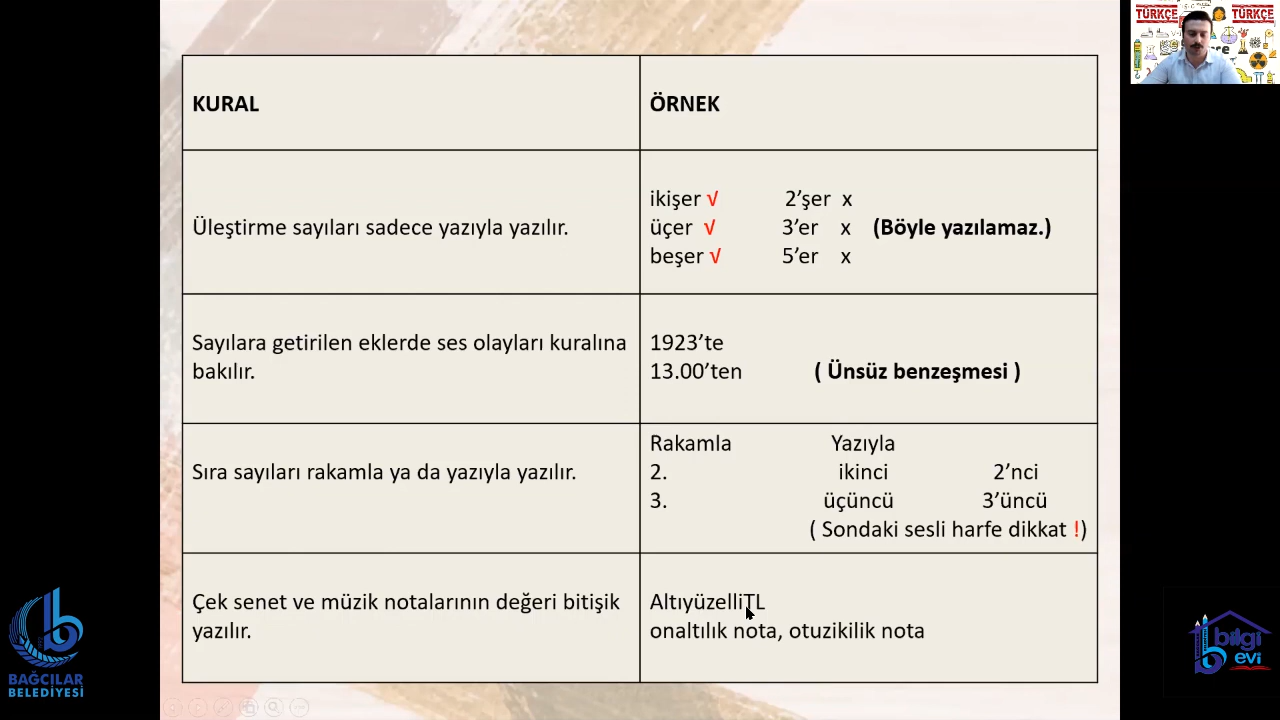 KURAL
ÖRNEK
Üleştirme sayıları sadece yazıyla yazılır.
ikişer √ 2’şer x
üçer √ 3’er x (Böyle yazılamaz.)
beşer √ 5’er x
Sayılara getirilen eklerde ses olayları kuralına
bakılır.
1923’te
13.00’ten ( Ünsüz benzeşmesi )
Sıra sayıları rakamla ya da yazıyla yazılır.
Rakamla Yazıyla
2. ikinci 2’nci
3. üçüncü 3’üncü
( Sondaki sesli harfe dikkat ! )
Çek senet ve müzik notalarının değeri bitişik
yazılır.
AltıyüzelliTL
onaltılık nota, otuzikilik nota
TÜRKÇE
TÜRKÇE
BAĞCILAR
BELEDİYESİ
bilgi
evi